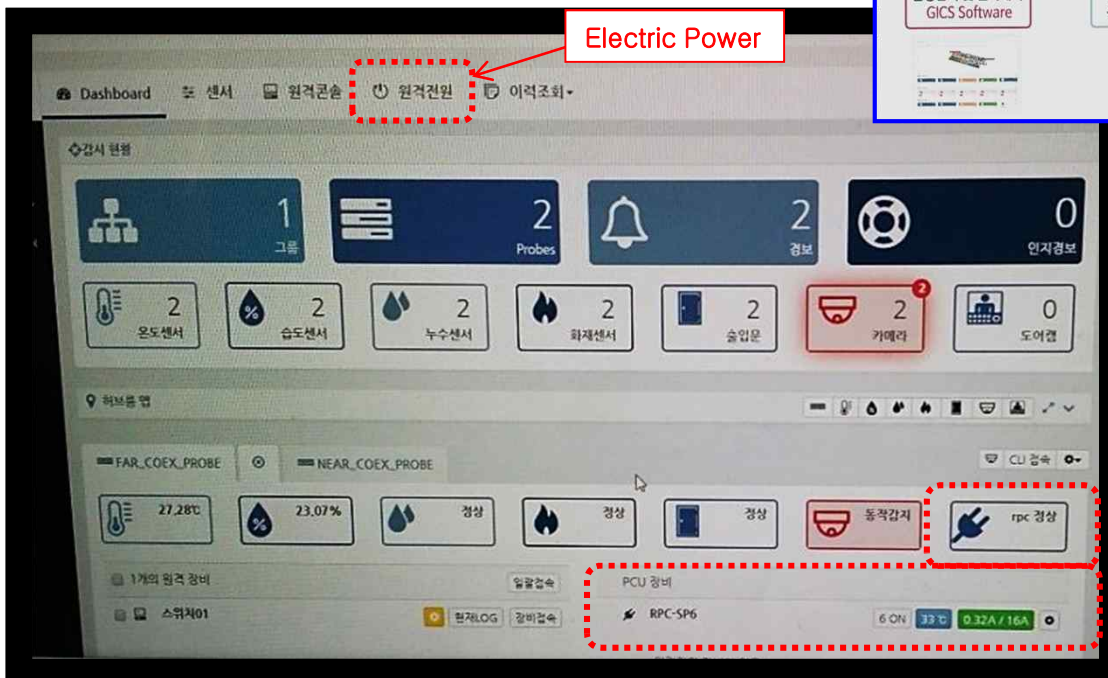 GICS Software
Electric Power
Dashboard 센서 원격콘솔 원격전원 이력조회
감시 현황
1
그룹
2
Probes
2
경보
0
인지경보
2
온도센서
2
습도센서
2
누수센서
2
화재센서
2
출입문
2
2
카메라
0
도어캠
허브룸 맵
FAR_COEX_PROBE NEAR_COEX_PROBE
CLI 접속
27.28℃
23.07%
정상
정상
정상
동작감지
rpc 정상
1개의 원격 장비 일괄접속
PCU 장비
스위치01 현재LOG 장비접속
RPC-SP6 6 ON 33℃ 0.32A / 16A